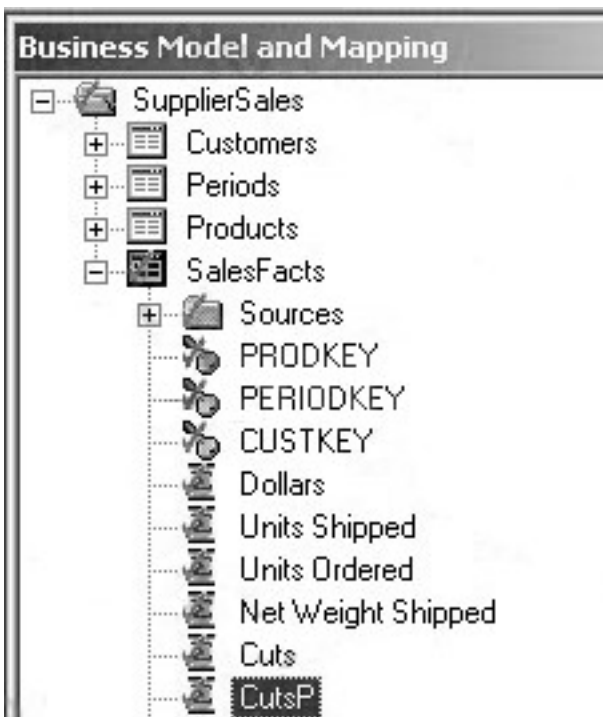 Business Model and Mapping
SupplierSales
Customers
Periods
Products
SalesFacts
Sources
PRODKEY
PERIODKEY
CUSTKEY
Dollars
Units Shipped
Units Ordered
Net Weight Shipped
Cuts
CutsP